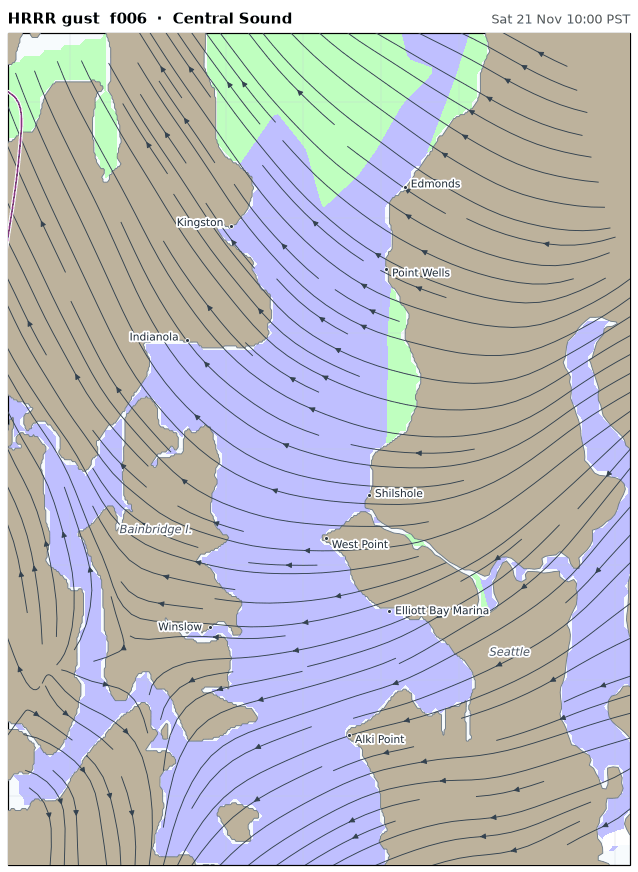 HRRR gust f006 · Central Sound
Sat 21 Nov 10:00 PST
Edmonds
Kingston
Point Wells
Indianola
Shilshole
Bainbridge I.
West Point
Elliott Bay Marina
Winslow
Seattle
Alki Point